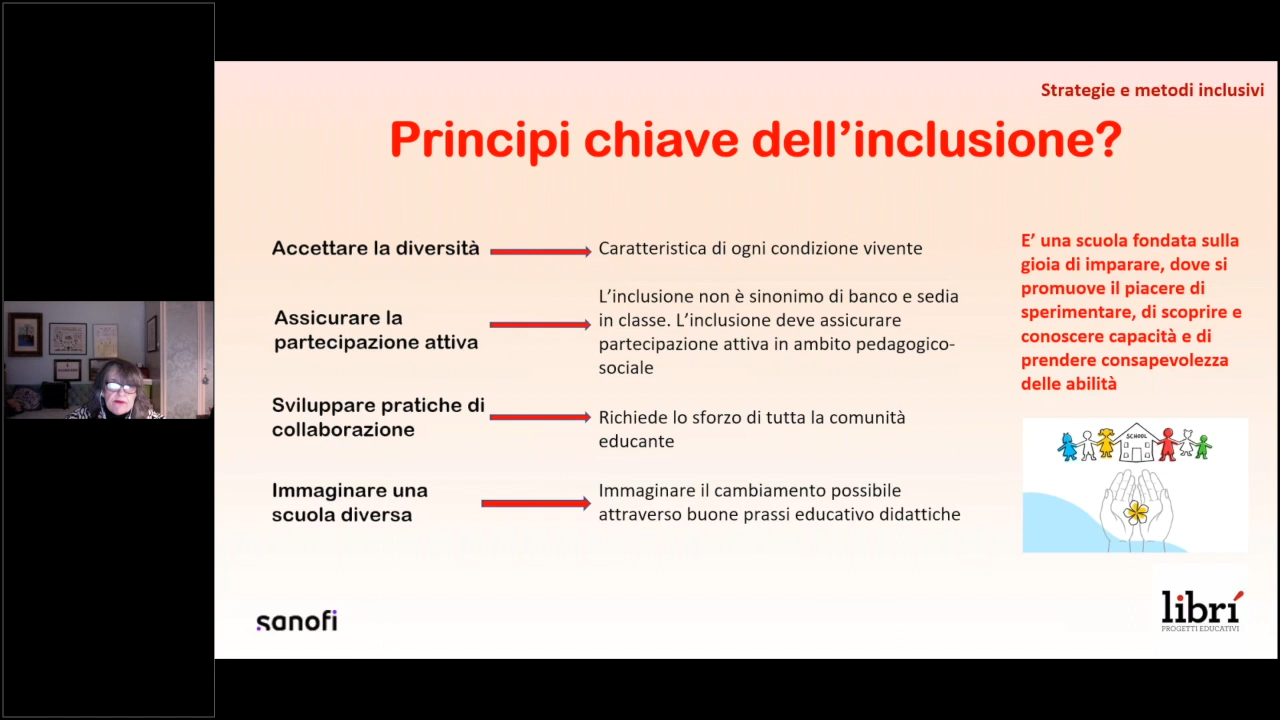 Strategie e metodi inclusivi
Principi chiave dell’inclusione?
Accettare la diversità
Caratteristica di ogni condizione vivente
Assicurare la
partecipazione attiva
L’inclusione non è sinonimo di banco e sedia
in classe. L’inclusione deve assicurare
partecipazione attiva in ambito pedagogico-
sociale
Sviluppare pratiche di
collaborazione
Richiede lo sforzo di tutta la comunità
educante
Immaginare una
scuola diversa
Immaginare il cambiamento possibile
attraverso buone prassi educativo didattiche
E’ una scuola fondata sulla
gioia di imparare, dove si
promuove il piacere di
sperimentare, di scoprire e
conoscere capacità e di
prendere consapevolezza
delle abilità
SCHOOL
sanofi
librí
PROGETTI EDUCATIVI